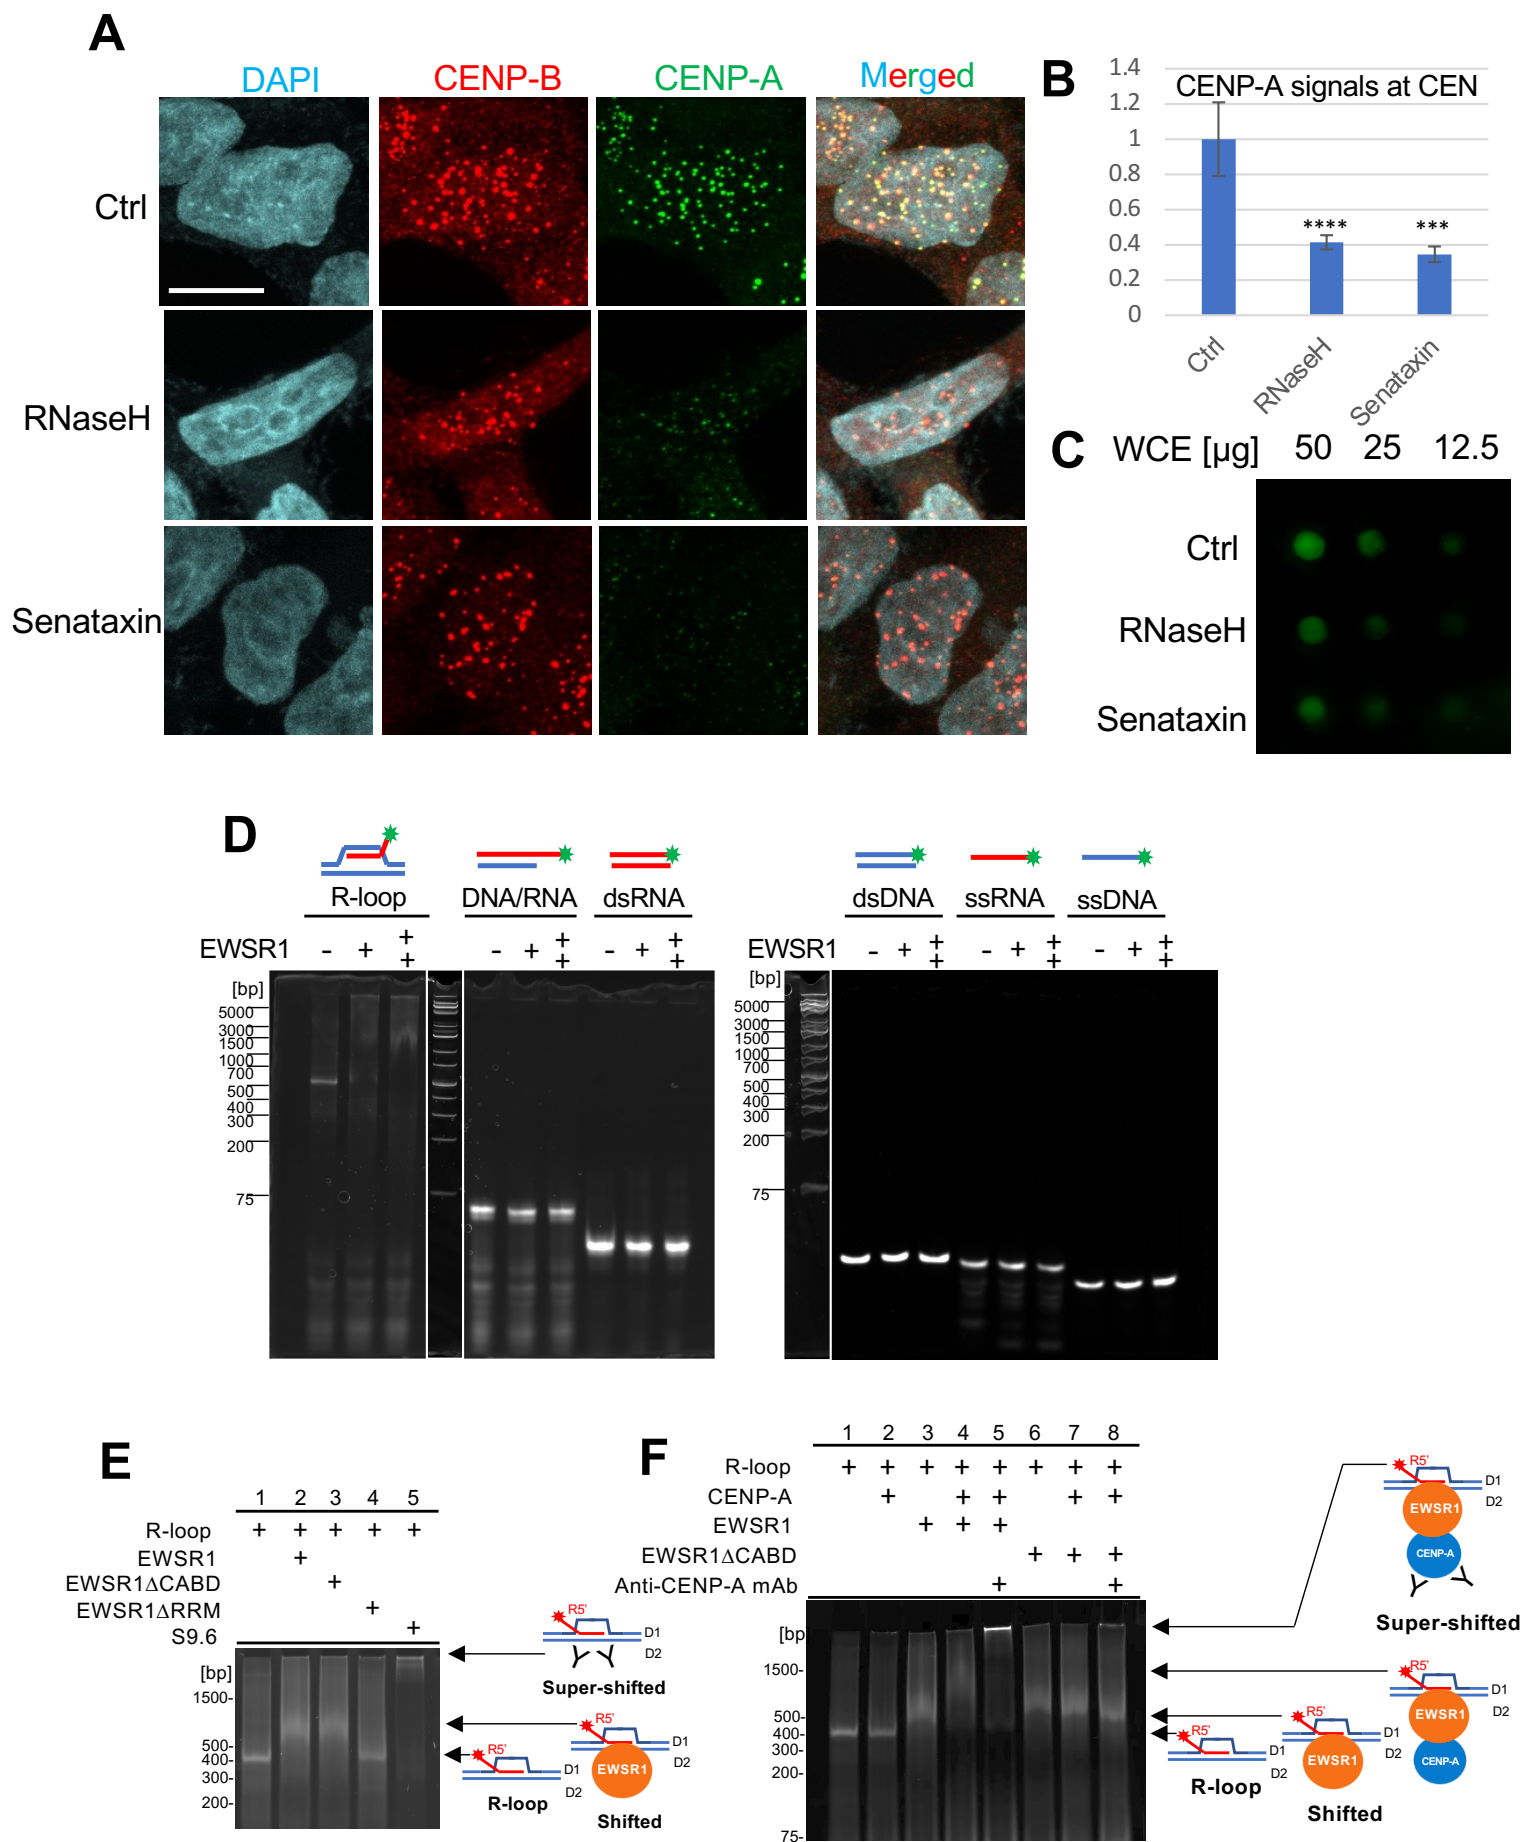 A
DAPI CENP-B CENP-A Merged
Ctrl
RNaseH
Senataxin
B
CENP-A signals at CEN
1.4
1.2
1
0.8
0.6
0.4
0.2
0
**** ***
Ctrl RNaseH Senataxin
C
WCE [µg] 50 25 12.5
Ctrl
RNaseH
Senataxin
D
R-loop DNA/RNA dsRNA dsDNA ssRNA ssDNA
EWSR1 - + + + - + + + - + + +
[bp]
5000
3000
1500
1000
700
500
400
300
200
75
EWSR1 - + + + - + + + - + + +
[bp]
5000
3000
1500
1000
700
500
400
300
200
75
E
1 2 3 4 5
R-loop + + + + +
EWSR1 +
EWSR1ΔCABD +
EWSR1ΔRRM +
S9.6 +
[bp]
1500-
500-
400-
300-
200-
R5' D1
D2
Super-shifted
R5' D1
D2
R-loop
R5' D1
D2
EWSR1
Shifted
F
1 2 3 4 5 6 7 8
R-loop + + + + + + + +
CENP-A + + + + +
EWSR1 + + +
EWSR1ΔCABD + + +
Anti-CENP-A mAb + +
[bp
1500-
500-
400-
300-
200-
75-
R5' D1
D2
EWSR1
CENP-A
Super-shifted
R5' D1
D2
EWSR1
CENP-A
R5' D1
D2
EWSR1
Shifted
R5' D1
D2
R-loop